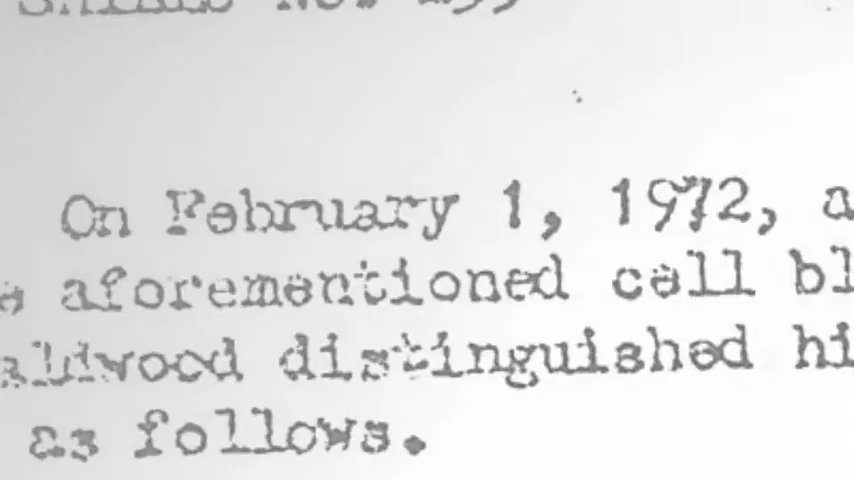 On February 1, 1972, a
aforementioned cell bl
distinguished hi
as follows.